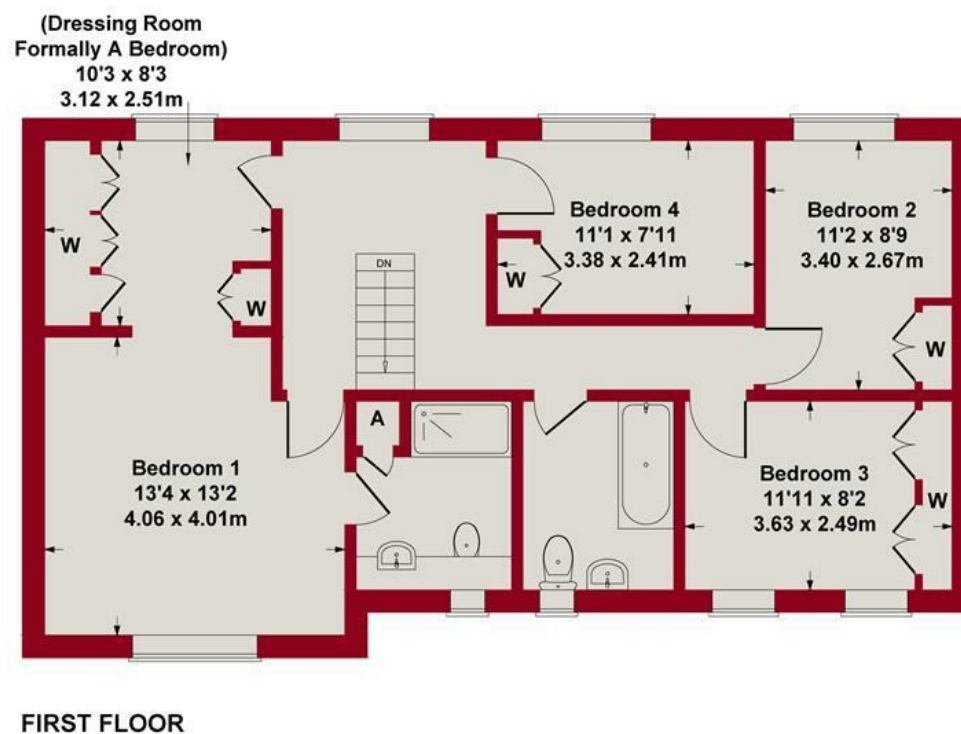 (Dressing Room
Formally A Bedroom)
10'3 x 8'3
3.12 x 2.51m
W
W
DN
Bedroom 4
11'1 x 7'11
3.38 x 2.41m
W
Bedroom 2
11'2 x 8'9
3.40 x 2.67m
W
Bedroom 1
13'4 x 13'2
4.06 x 4.01m
A
Bedroom 3
11'11 x 8'2
3.63 x 2.49m
W
FIRST FLOOR